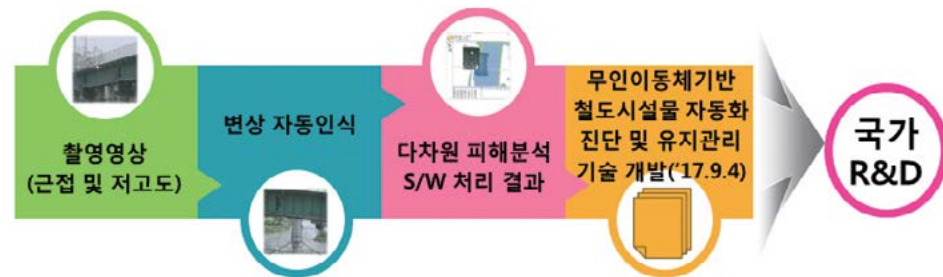 촬영영상
(근접 및 저고도)
변상 자동인식
다차원 피해분석
S/W 처리 결과
무인이동체기반
철도시설물 자동화
진단 및 유지관리
기술 개발('17.9.4)
국가
R&D